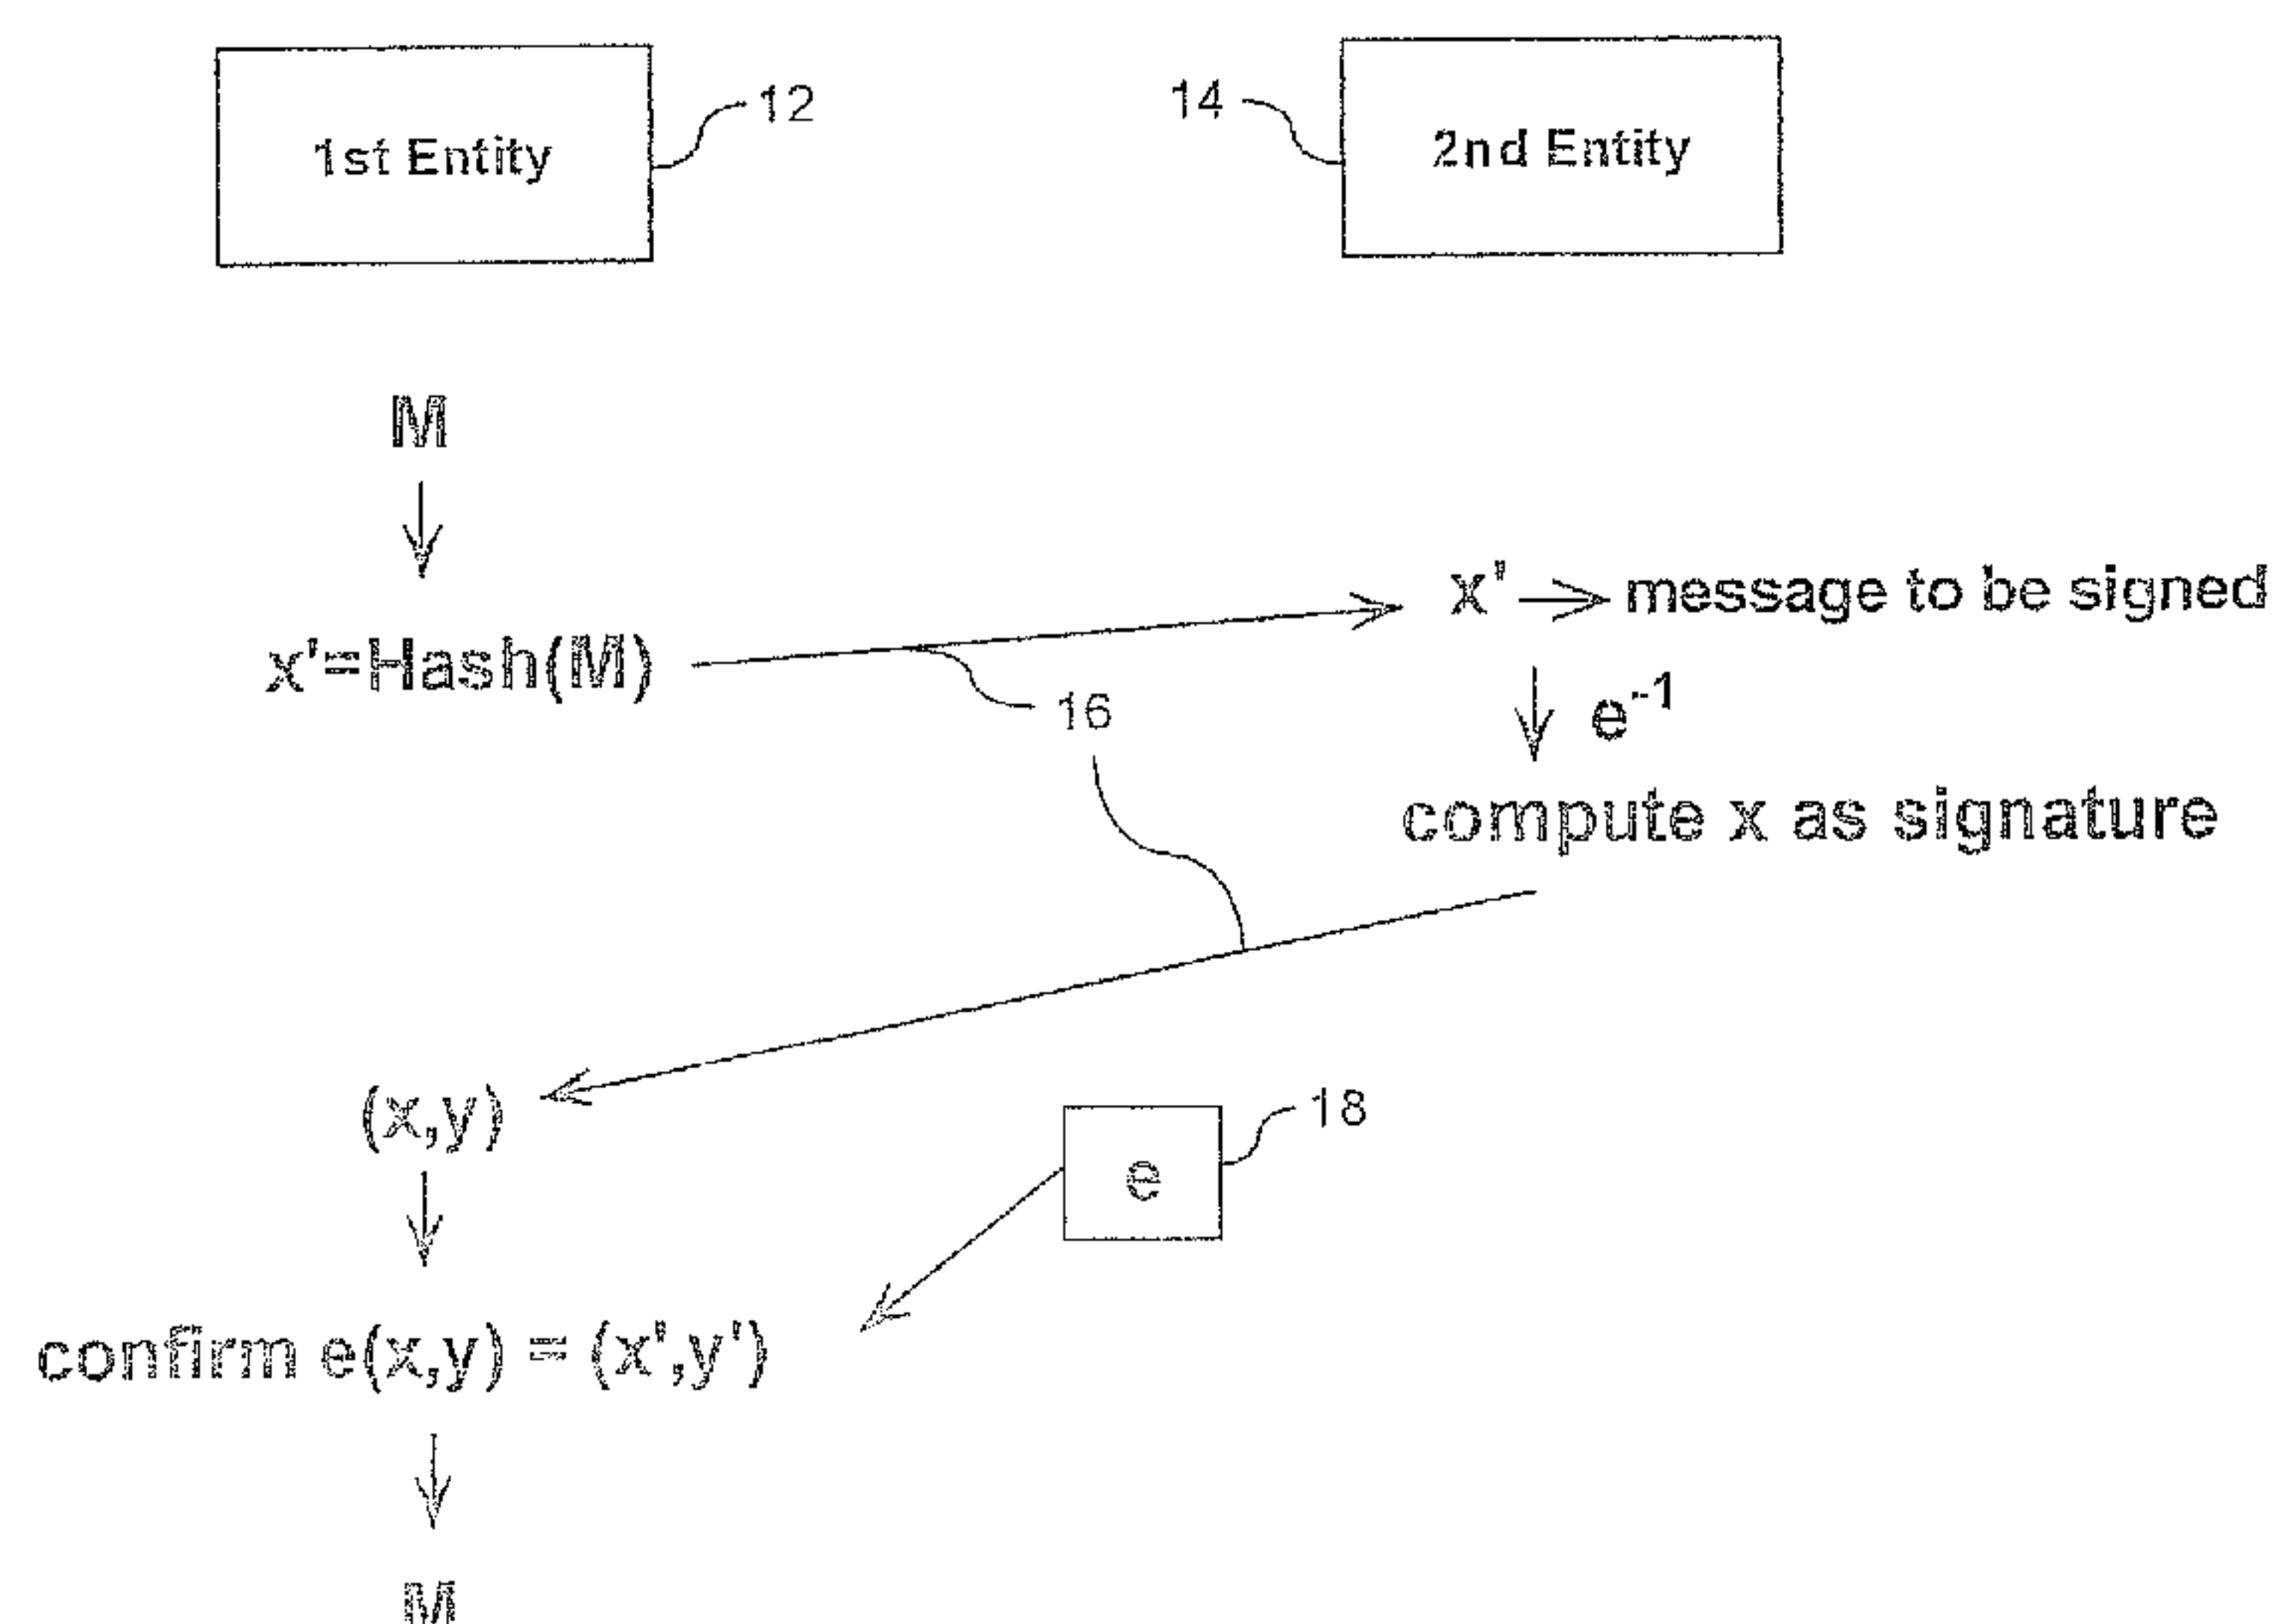 1st Entity
12
14
2nd Entity
M
x'=Hash(M)
x' → message to be signed
16
e⁻¹
compute x as signature
(x,y)
e
18
confirm e(x,y) = (x',y')
M